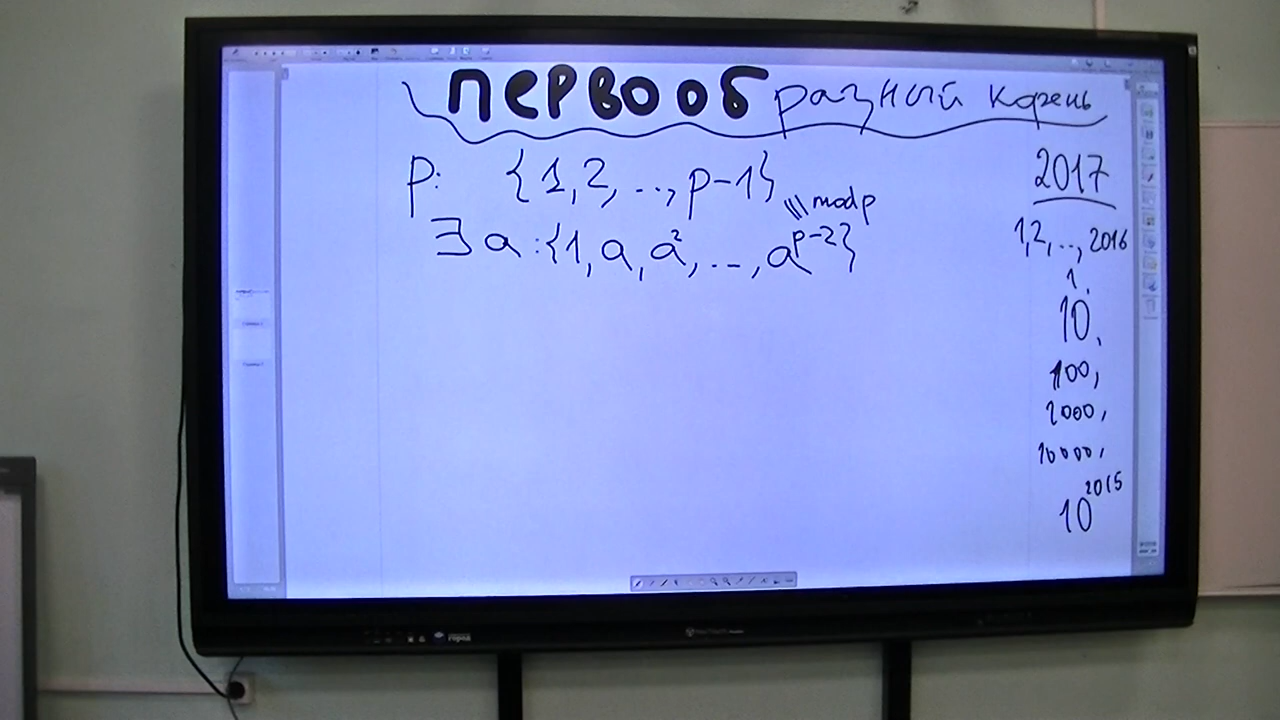 первообразный корень
p: {1,2,..,p-1}
≡ mod p
∃ a:{1,a,a²,...,a^{p-2}}
2017
1,2,..,2016
1,
10,
100,
1000,
10000,
10^{2015}
город